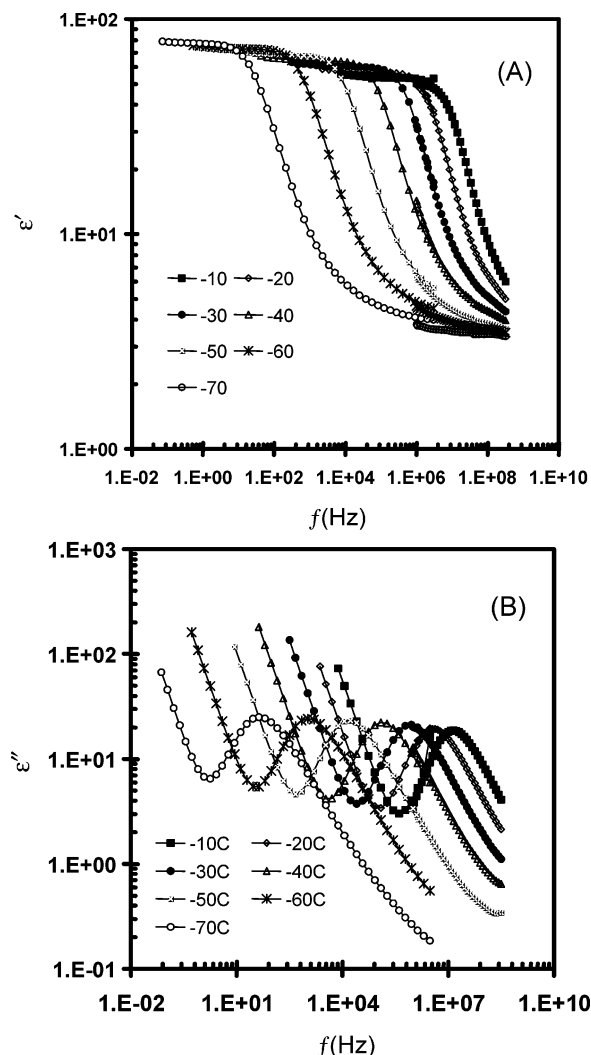 1.E+02
(A)
ε′
1.E+01
-10 -20
-30 -40
-50 -60
-70
1.E+00
1.E-02 1.E+00 1.E+02 1.E+04 1.E+06 1.E+08 1.E+10
f(Hz)
1.E+03
(B)
1.E+02
ε″
1.E+01
1.E+00
-10C -20C
-30C -40C
-50C -60C
-70C
1.E-01
1.E-02 1.E+01 1.E+04 1.E+07 1.E+10
f(Hz)